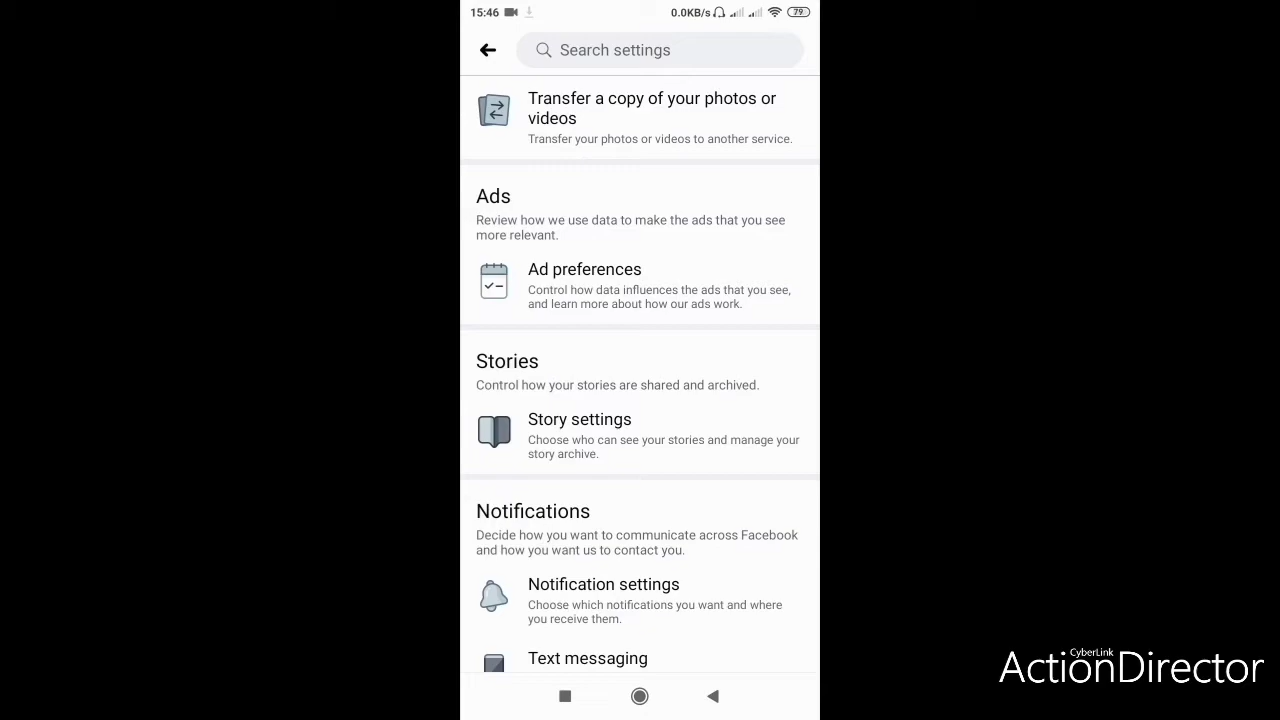 15:46
0.0KB/s
79
Search settings
Transfer a copy of your photos or
videos
Transfer your photos or videos to another service.
Ads
Review how we use data to make the ads that you see
more relevant.
Ad preferences
Control how data influences the ads that you see,
and learn more about how our ads work.
Stories
Control how your stories are shared and archived.
Story settings
Choose who can see your stories and manage your
story archive.
Notifications
Decide how you want to communicate across Facebook
and how you want us to contact you.
Notification settings
Choose which notifications you want and where
you receive them.
Text messaging
CyberLink
ActionDirector